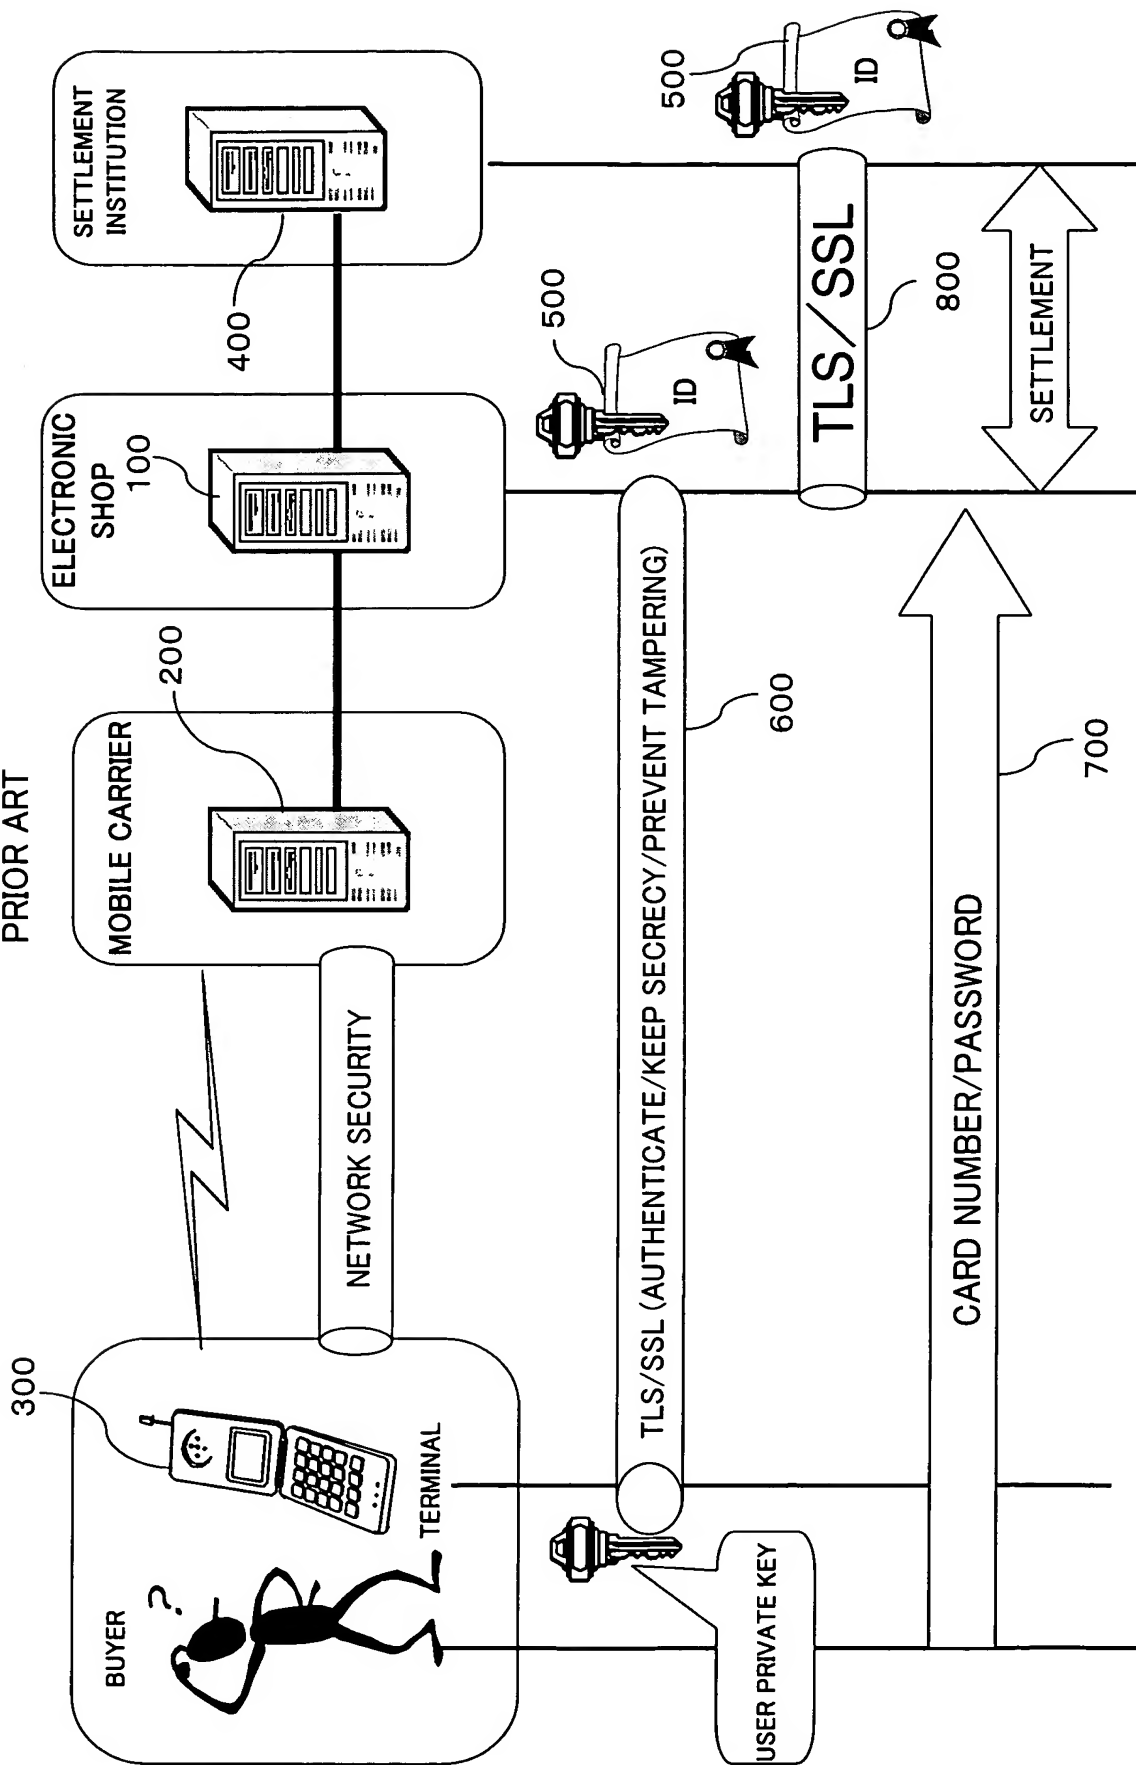 PRIOR ART
BUYER
?
300
TERMINAL
NETWORK SECURITY
MOBILE CARRIER
200
ELECTRONIC
SHOP
100
SETTLEMENT
INSTITUTION
400
USER PRIVATE KEY
TLS/SSL (AUTHENTICATE/KEEP SECRECY/PREVENT TAMPERING)
600
500
ID
500
ID
TLS/SSL
800
CARD NUMBER/PASSWORD
700
SETTLEMENT